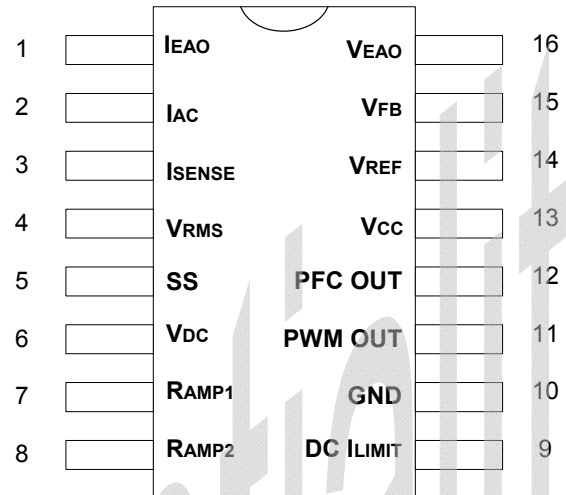 1 IEAO VEAO 16
2 IAC VFB 15
3 ISENSE VREF 14
4 VRMS VCC 13
5 SS PFC OUT 12
6 VDC PWM OUT 11
7 RAMP1 GND 10
8 RAMP2 DC ILIMIT 9